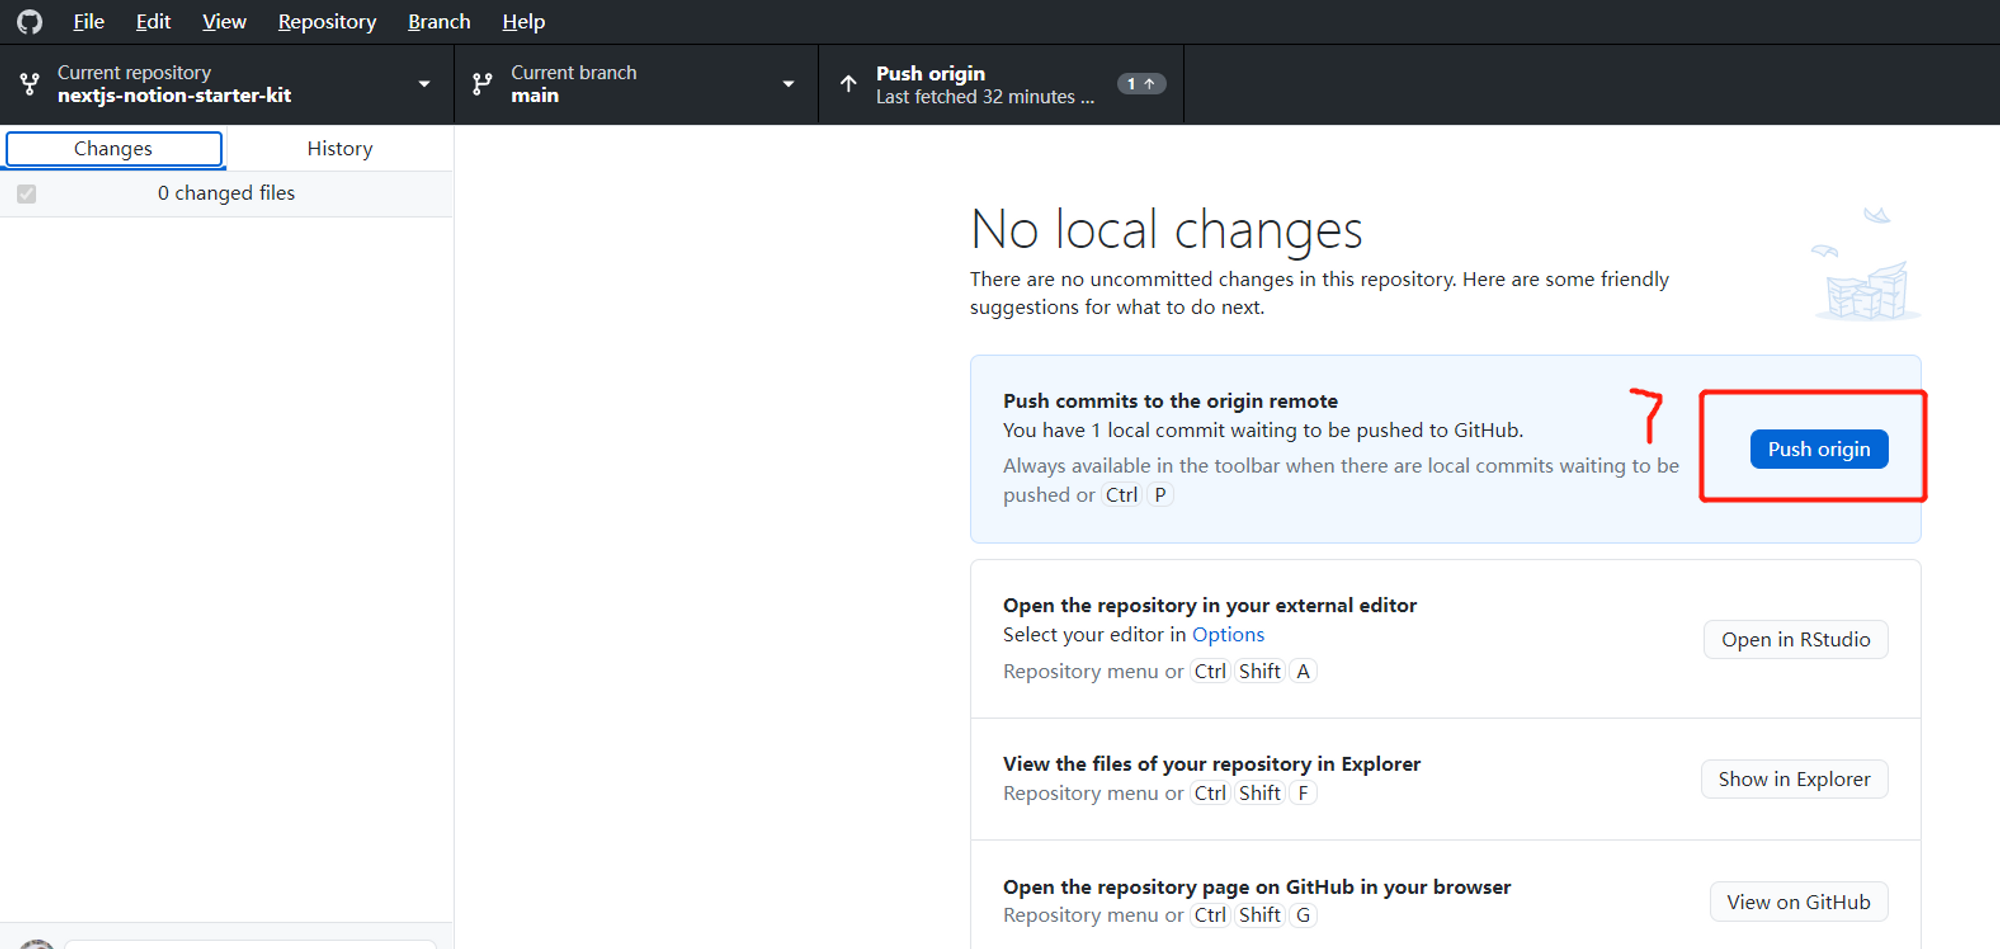 File Edit View Repository Branch Help
Current repository
nextjs-notion-starter-kit
Current branch
main
Push origin
Last fetched 32 minutes ...
1
Changes
History
0 changed files
No local changes
There are no uncommitted changes in this repository. Here are some friendly
suggestions for what to do next.
Push commits to the origin remote
You have 1 local commit waiting to be pushed to GitHub.
Always available in the toolbar when there are local commits waiting to be
pushed or Ctrl P
7
Push origin
Open the repository in your external editor
Select your editor in Options
Repository menu or Ctrl Shift A
Open in RStudio
View the files of your repository in Explorer
Repository menu or Ctrl Shift F
Show in Explorer
Open the repository page on GitHub in your browser
Repository menu or Ctrl Shift G
View on GitHub